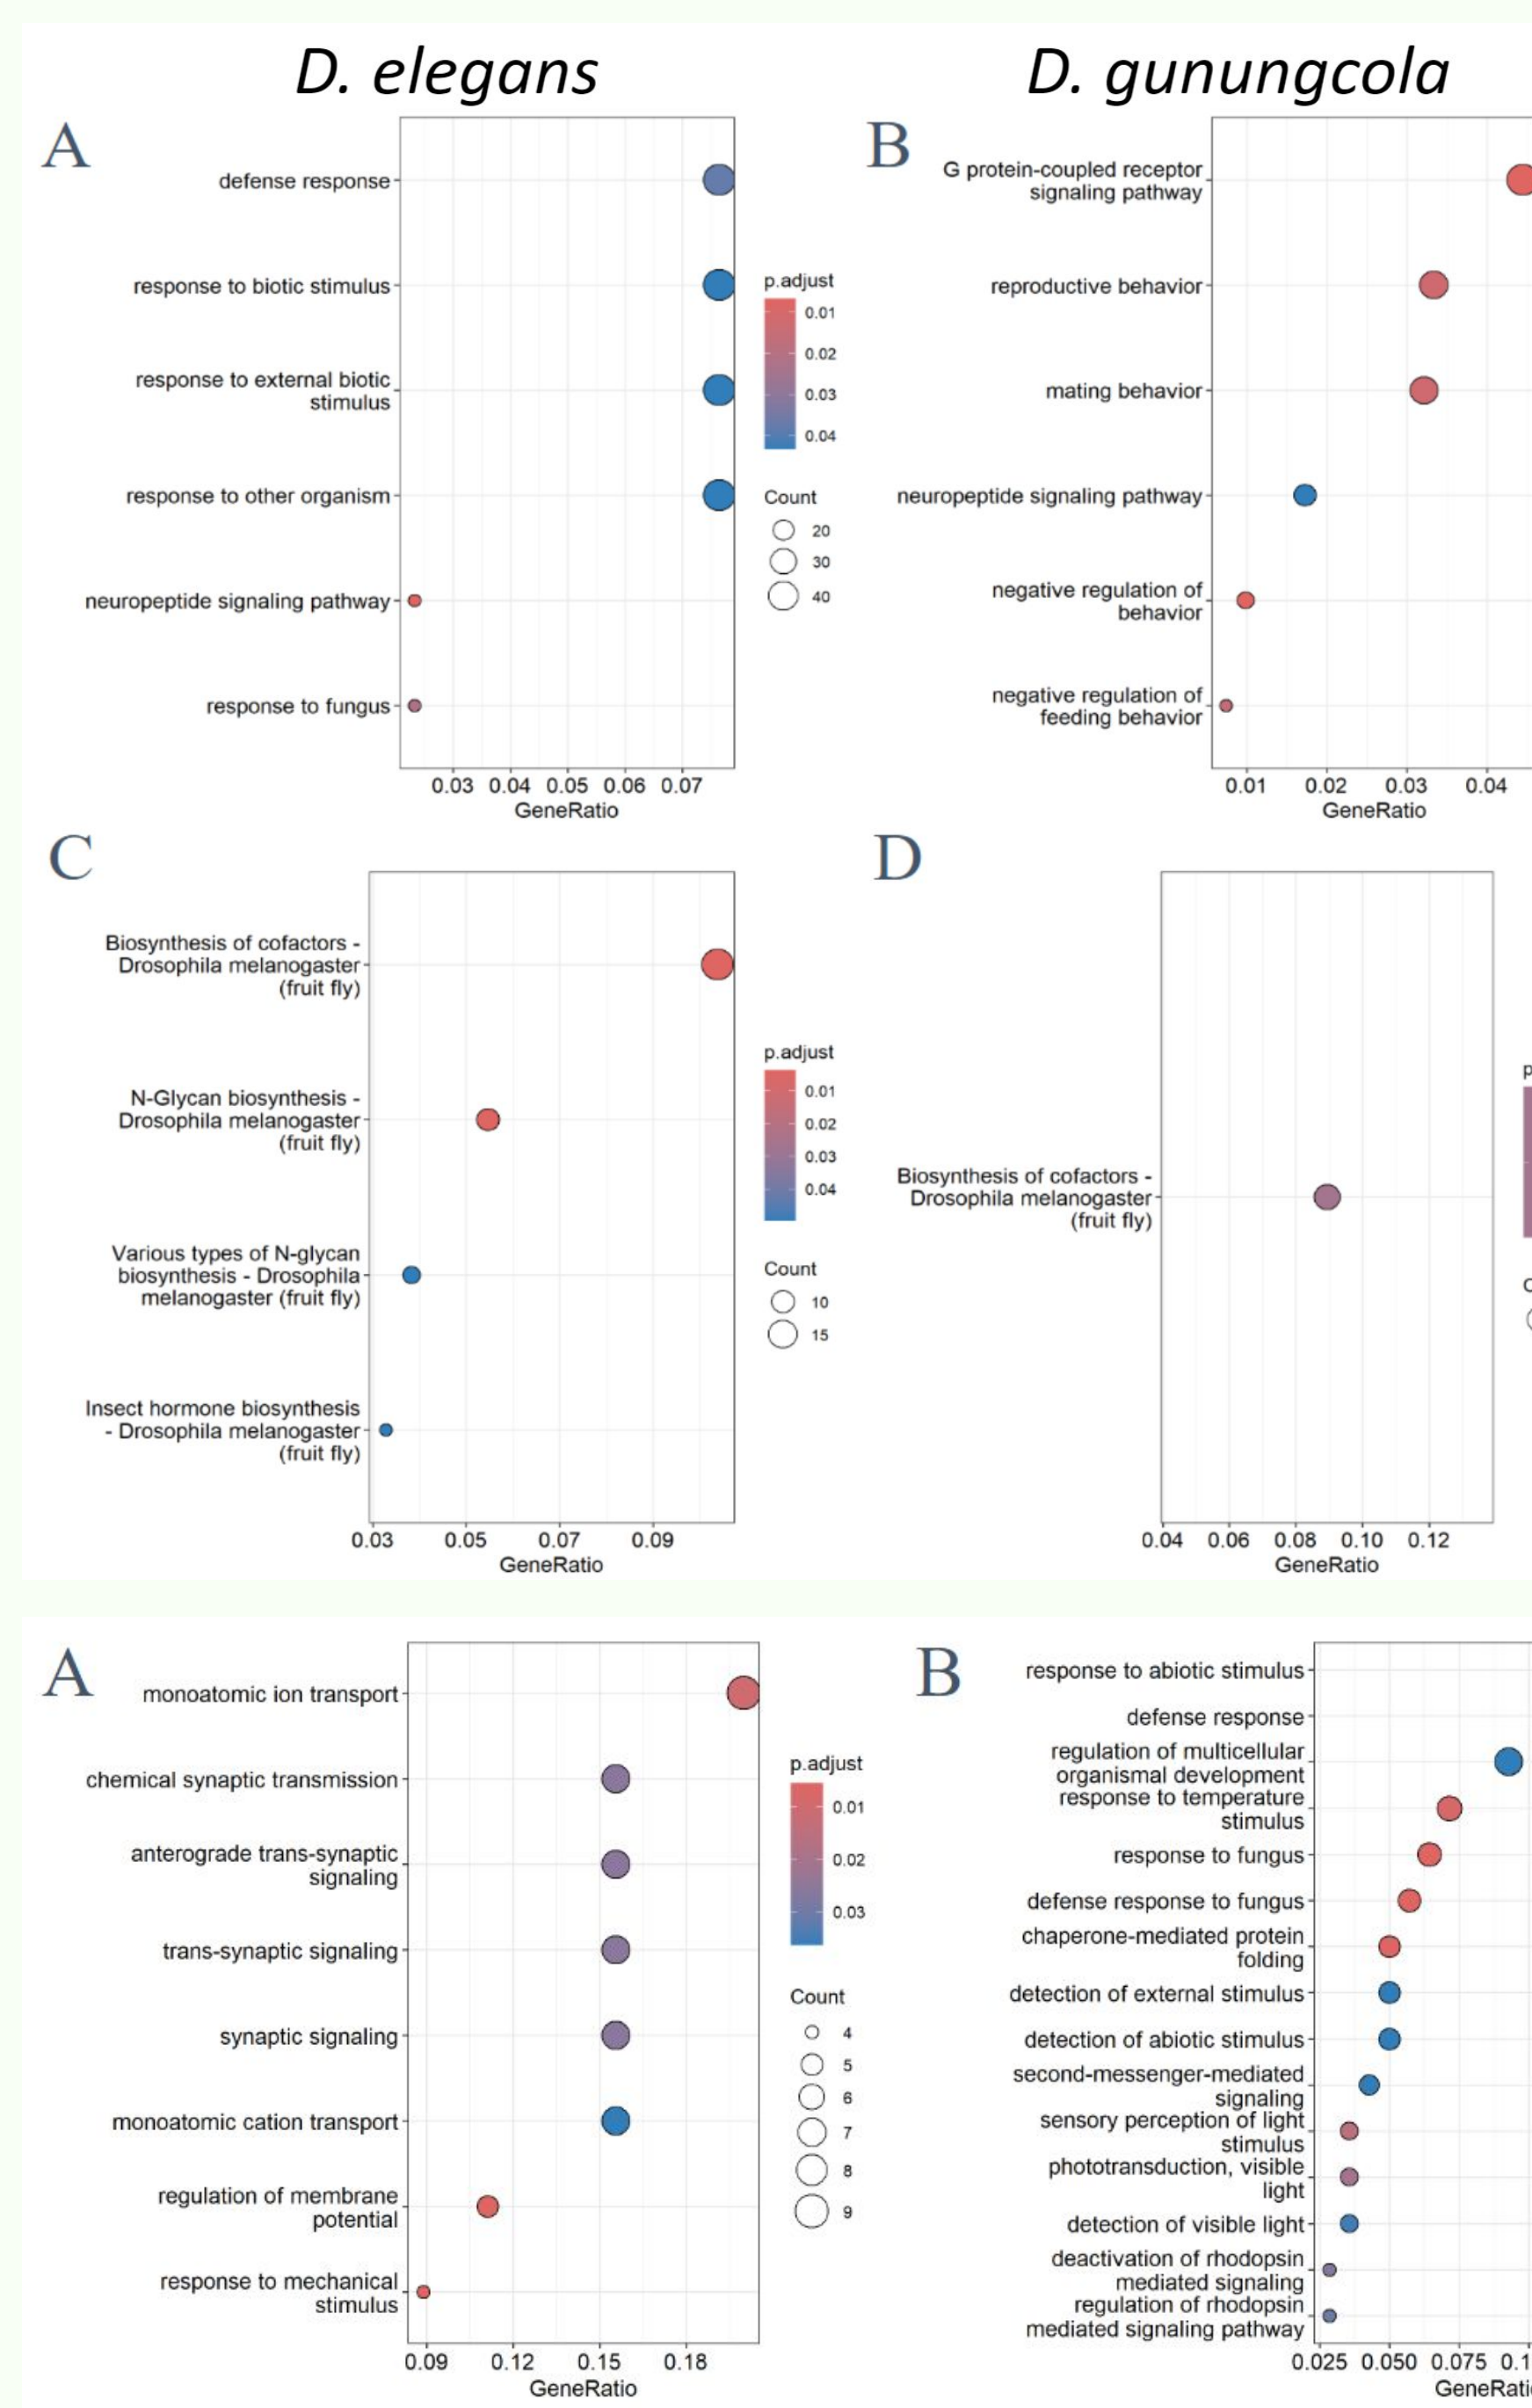 D. elegans
D. gunungcola
A
defense response
response to biotic stimulus
response to external biotic
stimulus
response to other organism
neuropeptide signaling pathway
response to fungus
0.03 0.04 0.05 0.06 0.07
GeneRatio
p.adjust
0.01
0.02
0.03
0.04
Count
20
30
40
B
G protein-coupled receptor
signaling pathway
reproductive behavior
mating behavior
neuropeptide signaling pathway
negative regulation of
behavior
negative regulation of
feeding behavior
0.01 0.02 0.03 0.04
GeneRatio
C
Biosynthesis of cofactors -
Drosophila melanogaster
(fruit fly)
N-Glycan biosynthesis -
Drosophila melanogaster
(fruit fly)
Various types of N-glycan
biosynthesis - Drosophila
melanogaster (fruit fly)
Insect hormone biosynthesis
- Drosophila melanogaster
(fruit fly)
0.03 0.05 0.07 0.09
GeneRatio
p.adjust
0.01
0.02
0.03
0.04
Count
10
15
D
Biosynthesis of cofactors -
Drosophila melanogaster
(fruit fly)
0.04 0.06 0.08 0.10 0.12
GeneRatio
A
monoatomic ion transport
chemical synaptic transmission
anterograde trans-synaptic
signaling
trans-synaptic signaling
synaptic signaling
monoatomic cation transport
regulation of membrane
potential
response to mechanical
stimulus
0.09 0.12 0.15 0.18
GeneRatio
p.adjust
0.01
0.02
0.03
Count
4
5
6
7
8
9
B
response to abiotic stimulus
defense response
regulation of multicellular
organismal development
response to temperature
stimulus
response to fungus
defense response to fungus
chaperone-mediated protein
folding
detection of external stimulus
detection of abiotic stimulus
second-messenger-mediated
signaling
sensory perception of light
stimulus
phototransduction, visible
light
detection of visible light
deactivation of rhodopsin
mediated signaling
regulation of rhodopsin
mediated signaling pathway
0.025 0.050 0.075